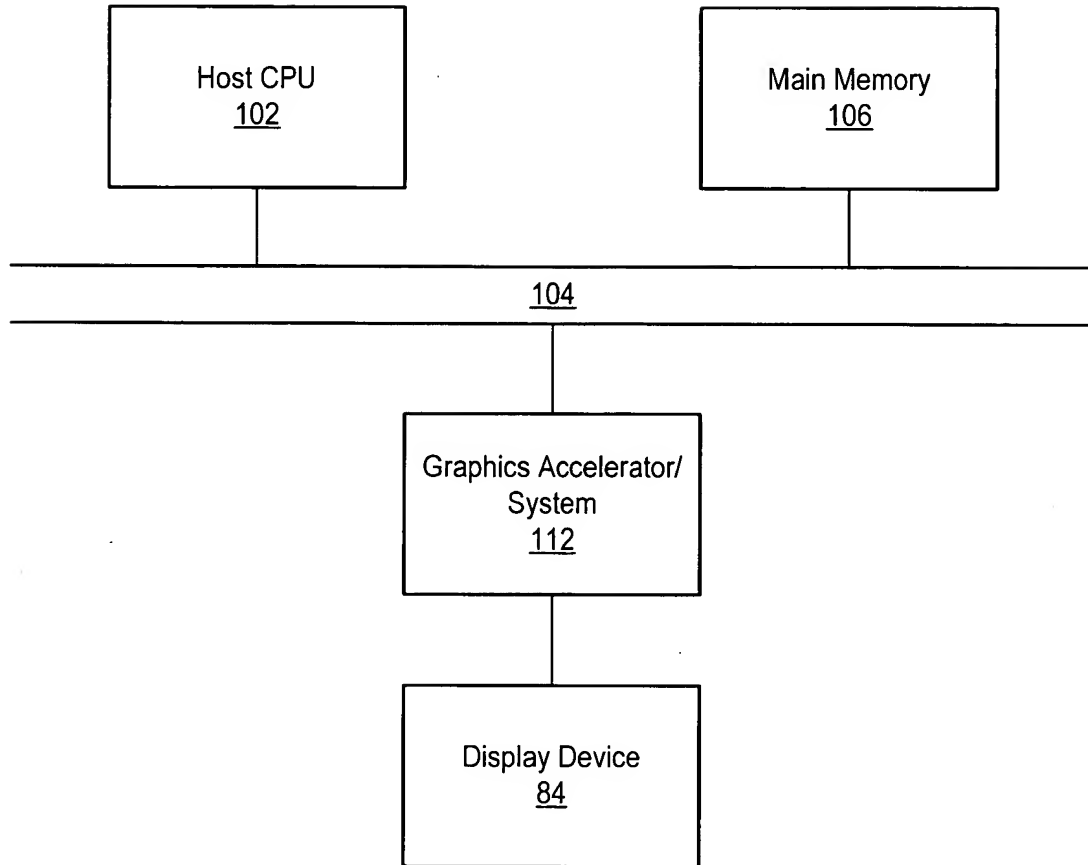 Host CPU
102
Main Memory
106
104
Graphics Accelerator/
System
112
Display Device
84